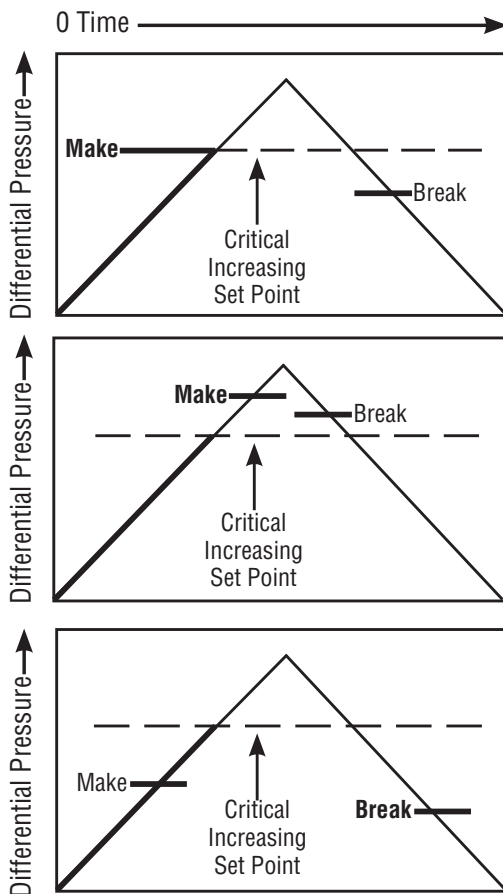 0 Time
Differential Pressure
Make
Break
Critical
Increasing
Set Point
Differential Pressure
Make
Break
Critical
Increasing
Set Point
Differential Pressure
Make
Break
Critical
Increasing
Set Point